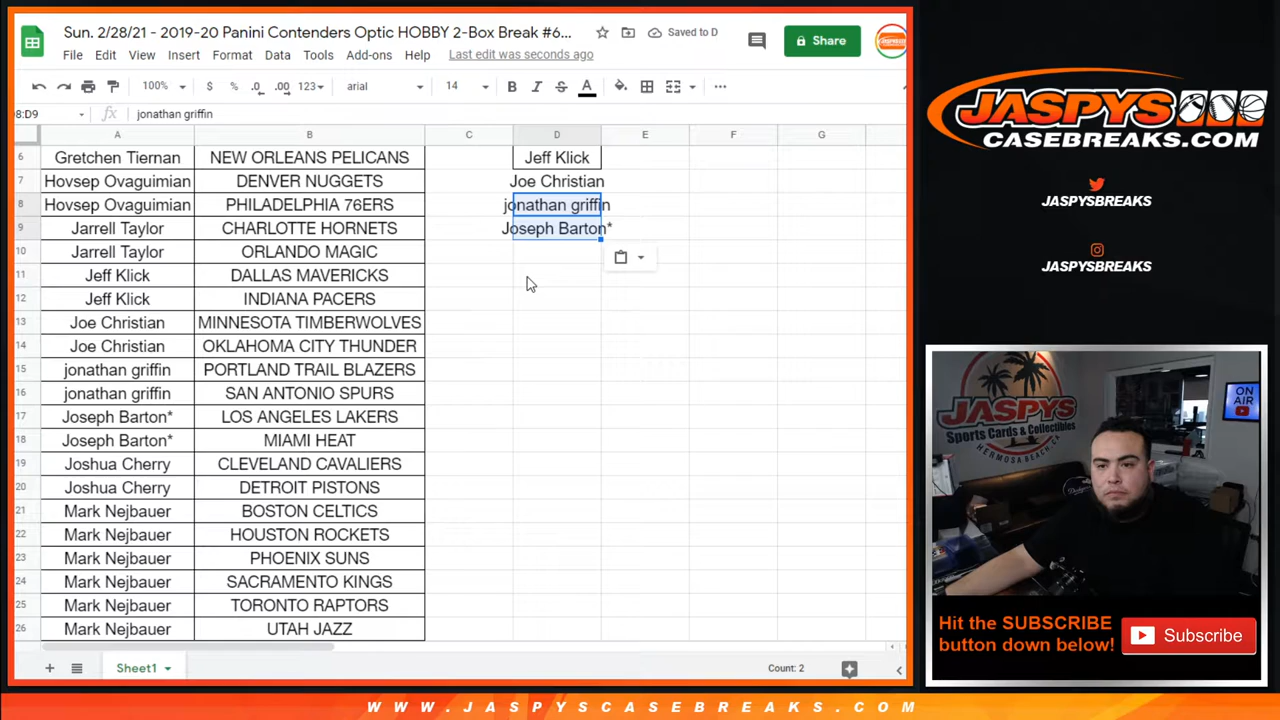 Sun. 2/28/21 - 2019-20 Panini Contenders Optic HOBBY 2-Box Break #6...
Saved to D
Share
File Edit View Insert Format Data Tools Add-ons Help Last edit was seconds ago
100% $ % .0 .00 123 arial 14 B I S A
8:D9 fx jonathan griffin
A B C D E F G
6 Gretchen Tiernan NEW ORLEANS PELICANS Jeff Klick
7 Hovsep Ovaguimian DENVER NUGGETS Joe Christian
8 Hovsep Ovaguimian PHILADELPHIA 76ERS jonathan griffin
9 Jarrell Taylor CHARLOTTE HORNETS Joseph Barton*
10 Jarrell Taylor ORLANDO MAGIC
11 Jeff Klick DALLAS MAVERICKS
12 Jeff Klick INDIANA PACERS
13 Joe Christian MINNESOTA TIMBERWOLVES
14 Joe Christian OKLAHOMA CITY THUNDER
15 jonathan griffin PORTLAND TRAIL BLAZERS
16 jonathan griffin SAN ANTONIO SPURS
17 Joseph Barton* LOS ANGELES LAKERS
18 Joseph Barton* MIAMI HEAT
19 Joshua Cherry CLEVELAND CAVALIERS
20 Joshua Cherry DETROIT PISTONS
21 Mark Nejbauer BOSTON CELTICS
22 Mark Nejbauer HOUSTON ROCKETS
23 Mark Nejbauer PHOENIX SUNS
24 Mark Nejbauer SACRAMENTO KINGS
25 Mark Nejbauer TORONTO RAPTORS
26 Mark Nejbauer UTAH JAZZ
Sheet1
Count: 2
JASPYS
CASEBREAKS.COM
JASPYSBREAKS
JASPYSBREAKS
JASPYS
Sports Cards & Collectibles
HERMOSA BEACH
ON
AIR
Hit the SUBSCRIBE
button down below!
Subscribe
WWW.JASPYSCASEBREAKS.COM